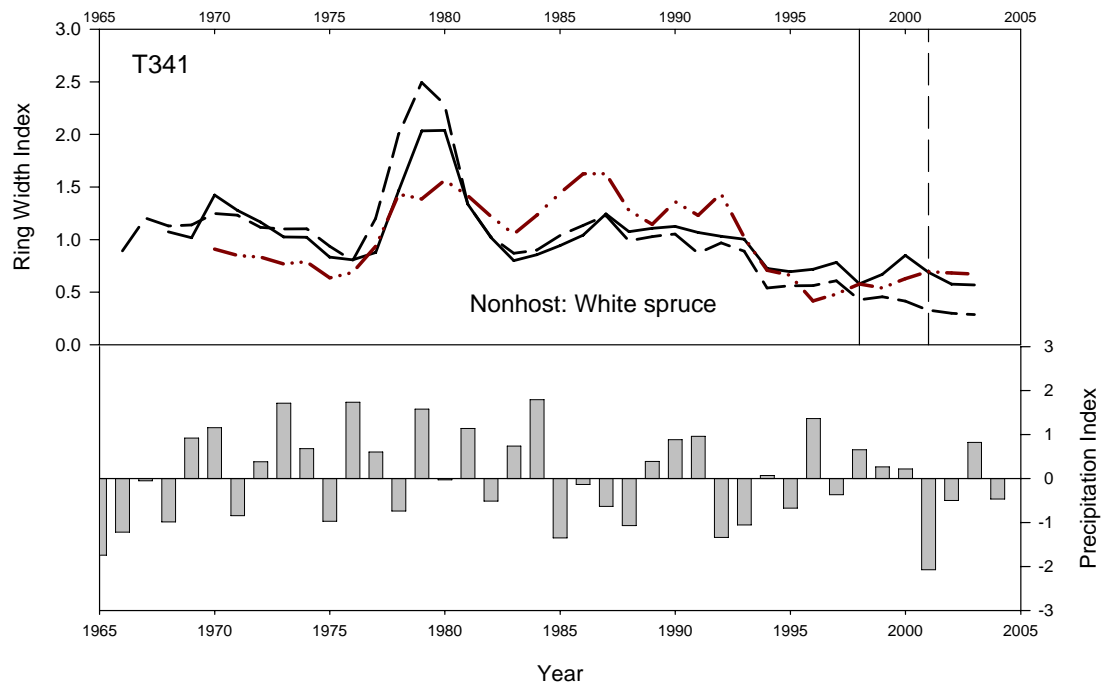 1965 1970 1975 1980 1985 1990 1995 2000 2005
3.0
T341
2.5
2.0
1.5
1.0
0.5
0.0
Ring Width Index
Nonhost: White spruce
3
2
1
0
-1
-2
-3
Precipitation Index
1965 1970 1975 1980 1985 1990 1995 2000 2005
Year